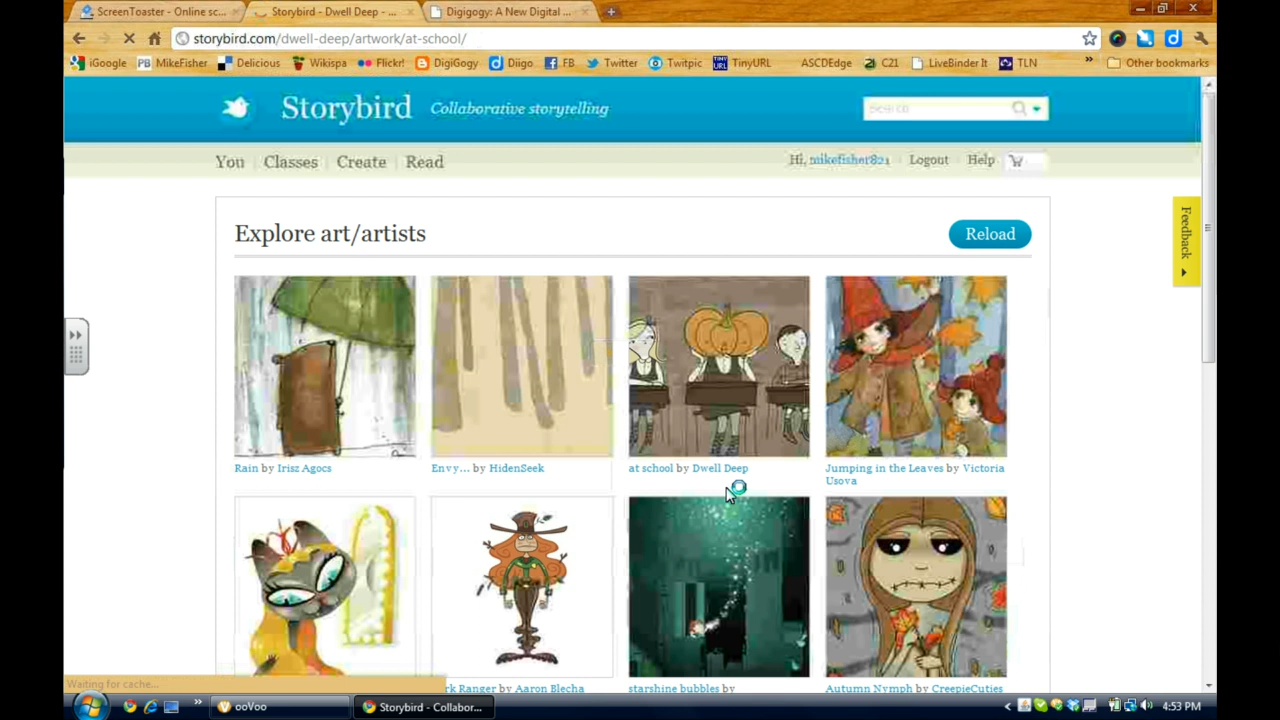 ScreenToaster - Online sc...
Storybird - Dwell Deep - ...
Digigogy: A New Digital ...
storybird.com/dwell-deep/artwork/at-school/
iGoogle
PB MikeFisher
Delicious
Wikispa
Flickr!
DigiGogy
Diigo
FB
Twitter
Twitpic
TinyURL
ASCDEdge
C21
LiveBinder It
TLN
»
Other bookmarks
Storybird
Collaborative storytelling
Search
You | Classes | Create | Read
Hi, mikefisher821
Logout
Help
Feedback
Explore art/artists
Reload
Rain by Irisz Agocs
Envy... by HidenSeek
at school by Dwell Deep
Jumping in the Leaves by Victoria
Usova
rk Ranger by Aaron Blecha
starshine bubbles by
Autumn Nymph by CreepieCuties
Waiting for cache...
ooVoo
Storybird - Collabor...
4:53 PM